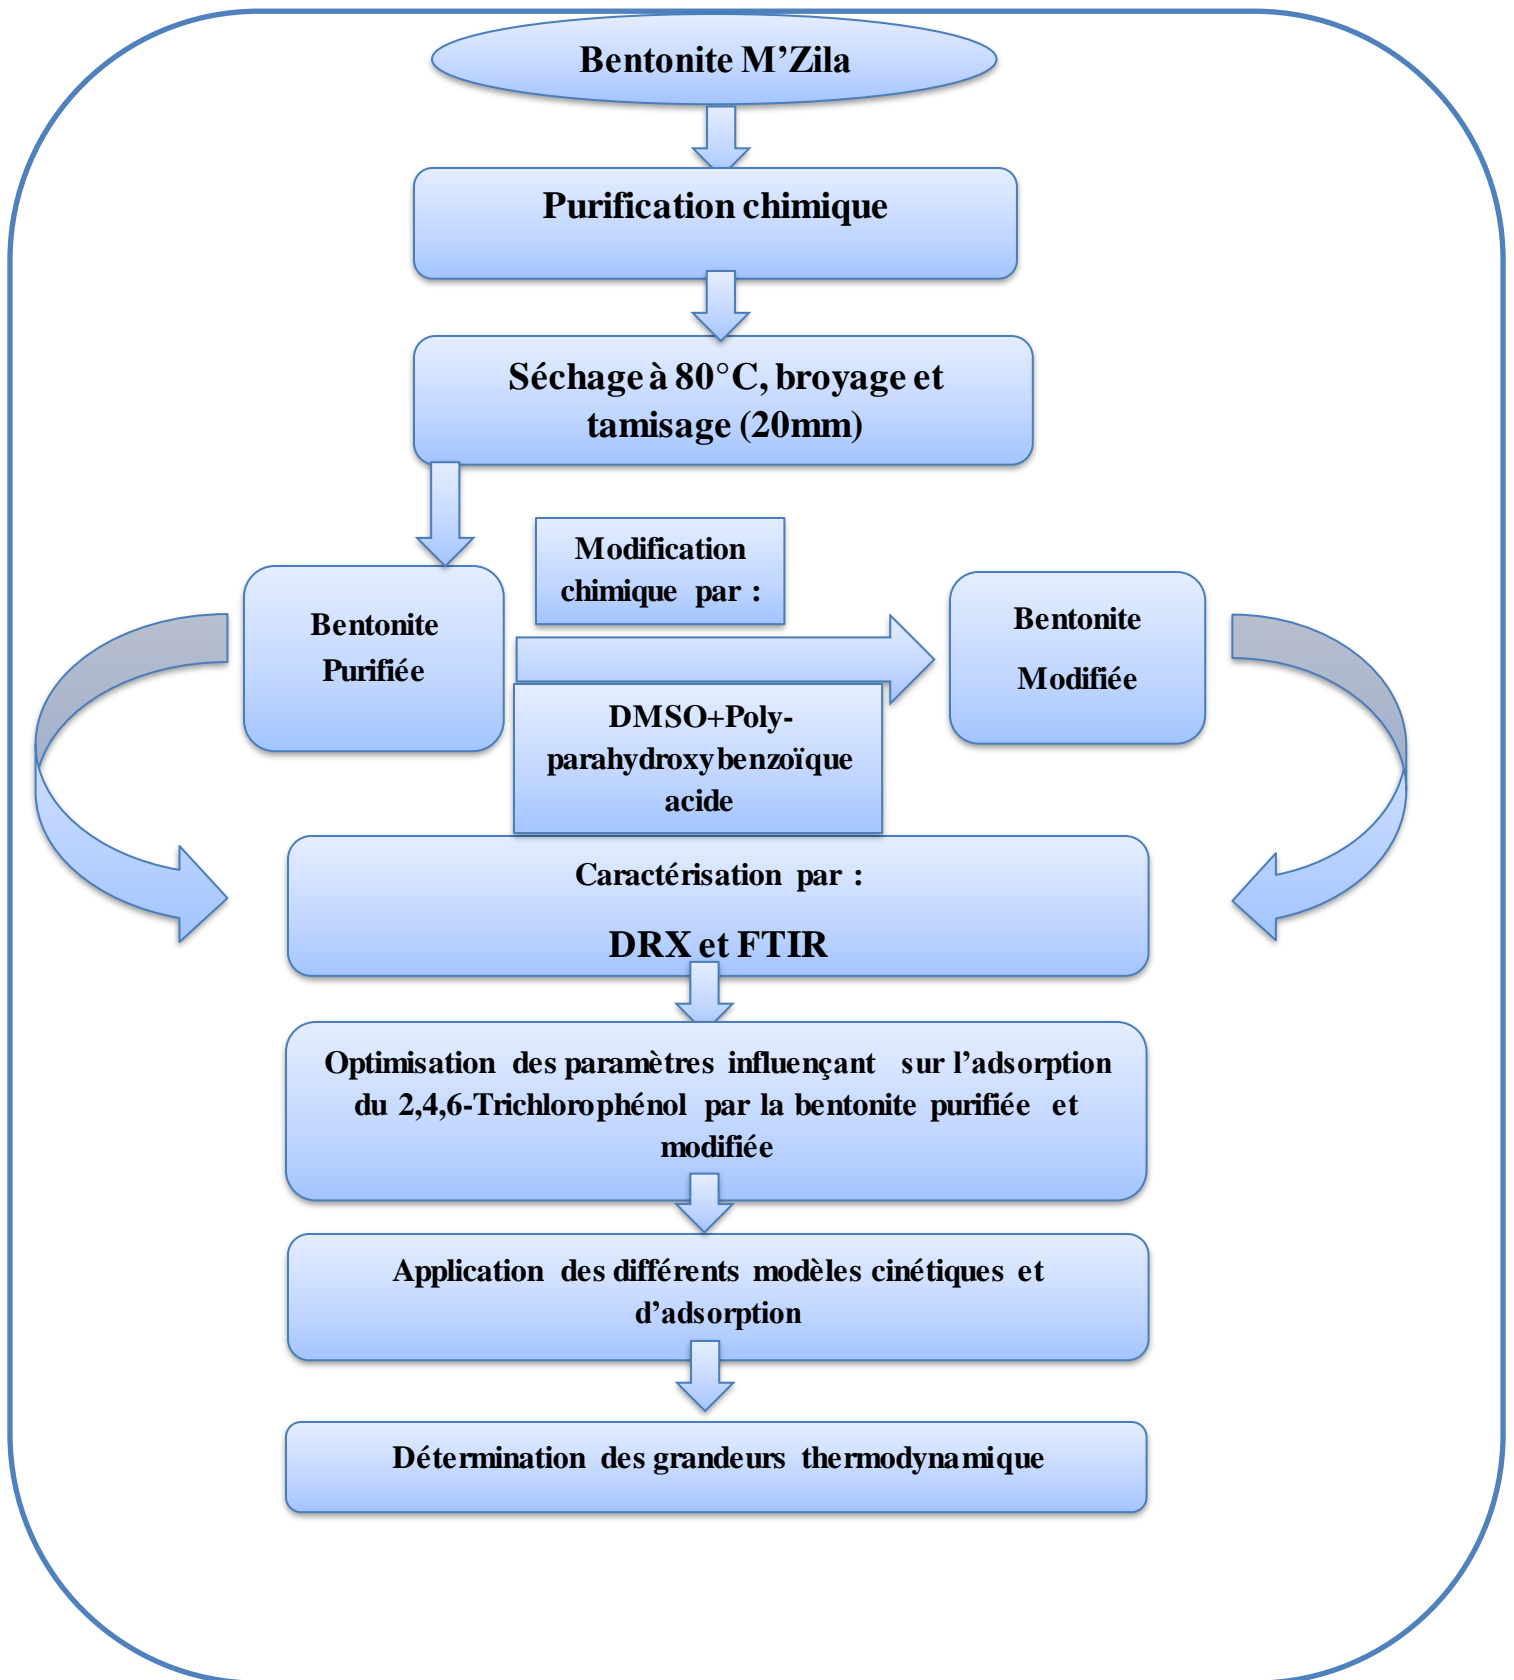 Bentonite M’Zila
Purification chimique
Séchage à 80°C, broyage et
tamisage (20mm)
Modification
chimique par :
Bentonite
Purifiée
Bentonite
Modifiée
DMSO+Poly-
parahydroxybenzoïque
acide
Caractérisation par :
DRX et FTIR
Optimisation des paramètres influençant sur l’adsorption
du 2,4,6-Trichlorophénol par la bentonite purifiée et
modifiée
Application des différents modèles cinétiques et
d’adsorption
Détermination des grandeurs thermodynamique